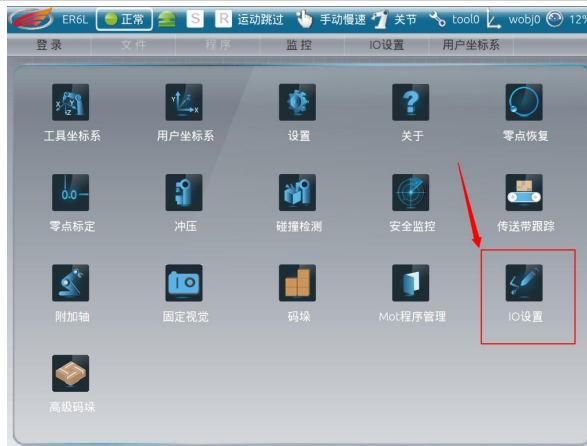 ER6L 正常 S R 运动跳过 手动慢速 关节 tool0 wobj0 12%
登录 文件 程序 监控 IO设置 用户坐标系
工具坐标系 用户坐标系 设置 关于 零点恢复
零点标定 冲压 碰撞检测 安全监控 传送带跟踪
附加轴 固定视觉 码垛 Mot程序管理 IO设置
高级码垛